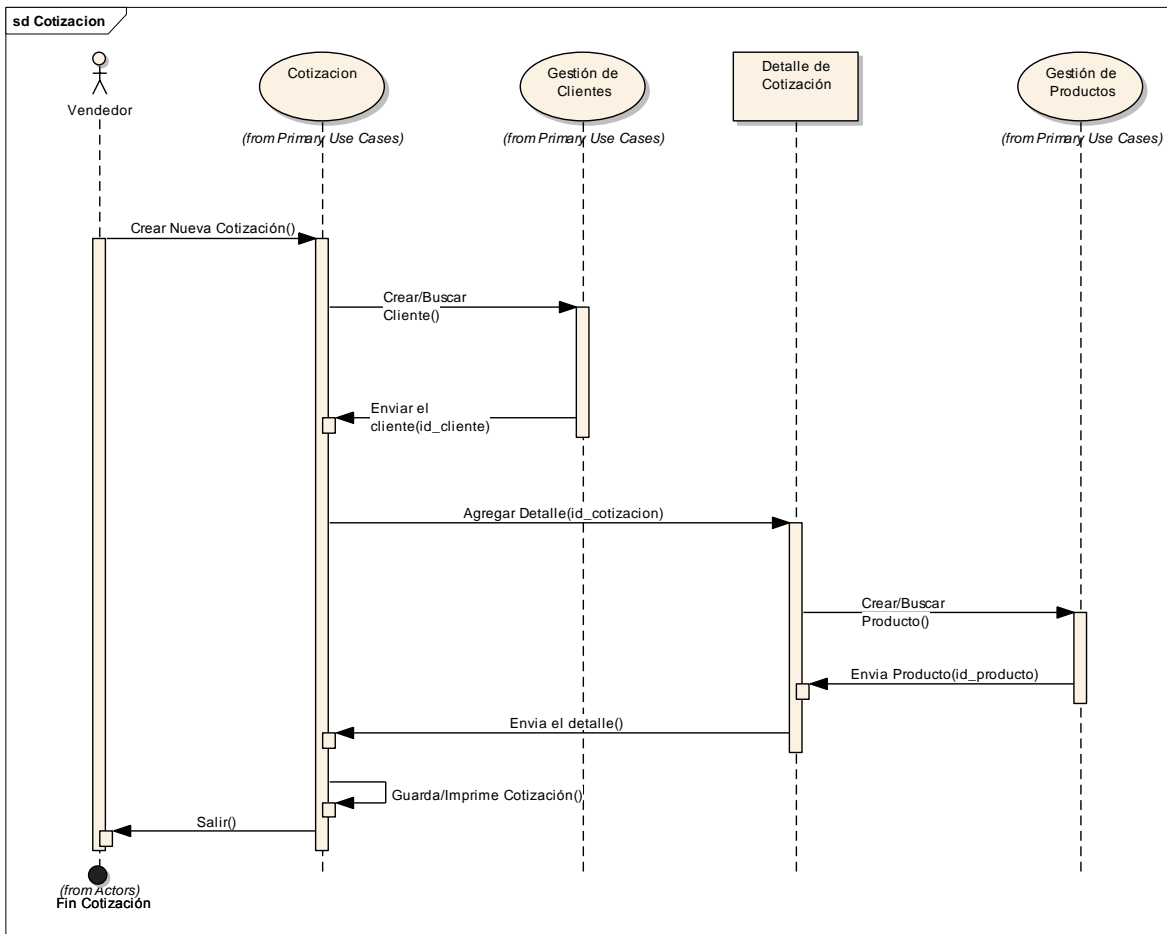 sd Cotizacion
Vendedor
Cotizacion
(from Primary Use Cases)
Gestión de
Clientes
(from Primary Use Cases)
Detalle de
Cotización
Gestión de
Productos
(from Primary Use Cases)
Crear Nueva Cotización()
Crear/Buscar
Cliente()
Enviar el
cliente(id_cliente)
Agregar Detalle(id_cotizacion)
Crear/Buscar
Producto()
Envia Producto(id_producto)
Envia el detalle()
Guarda/Imprime Cotización()
Salir()
(from Actors)
Fin Cotización